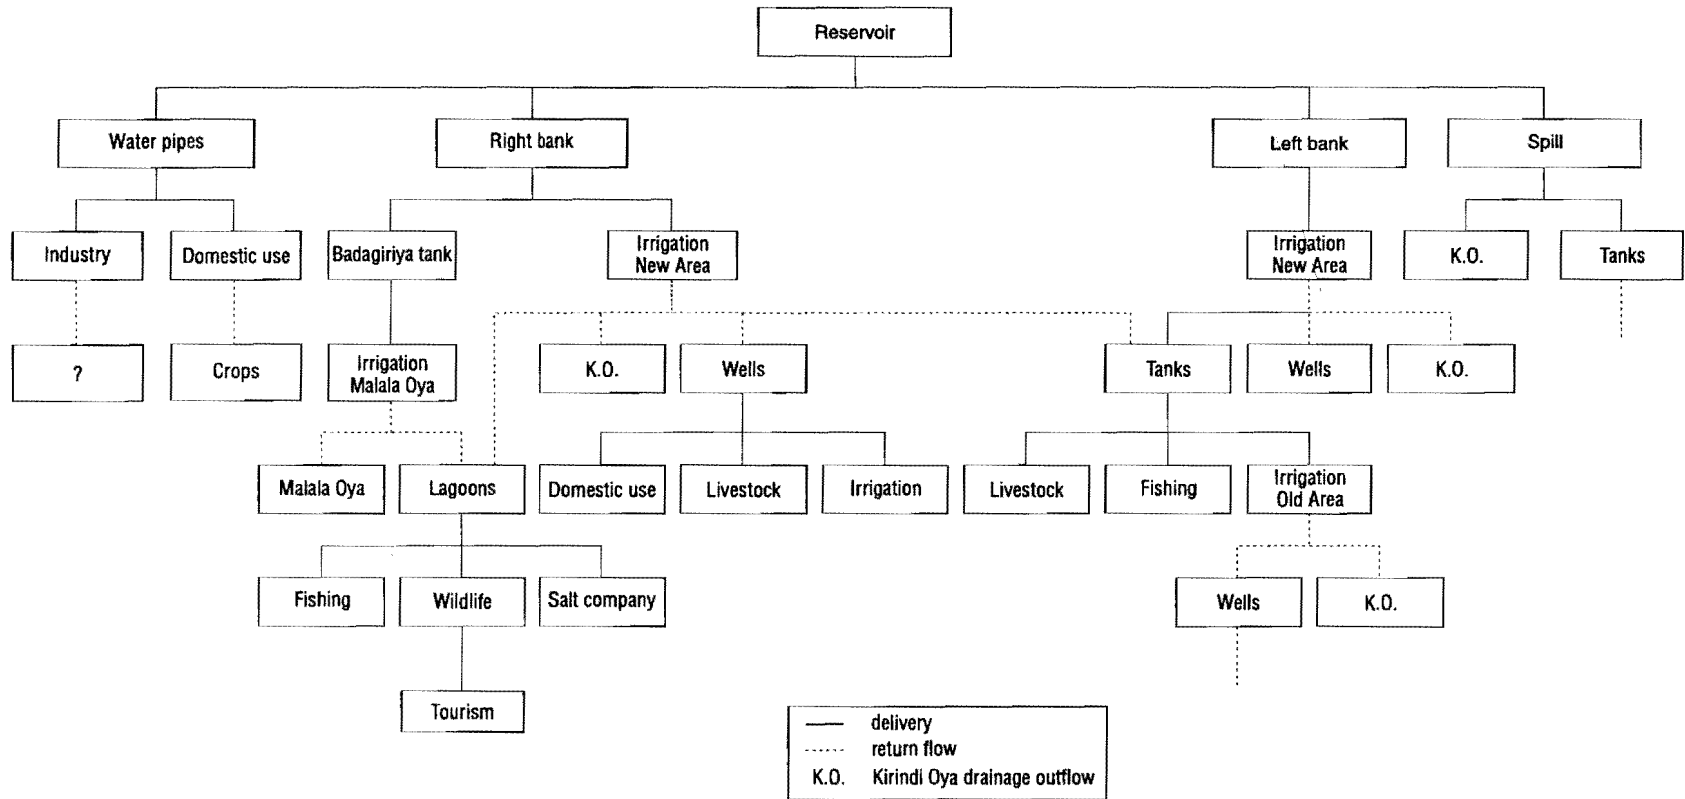 Reservoir
Water pipes
Right bank
Left bank
Spill
Industry
Domestic use
Badagiriya tank
Irrigation
New Area
Irrigation
New Area
K.O.
Tanks
?
Crops
Irrigation
Malala Oya
K.O.
Wells
Tanks
Wells
K.O.
Malala Oya
Lagoons
Domestic use
Livestock
Irrigation
Livestock
Fishing
Irrigation
Old Area
Fishing
Wildlife
Salt company
Wells
K.O.
Tourism
delivery
return flow
K.O. Kirindi Oya drainage outflow